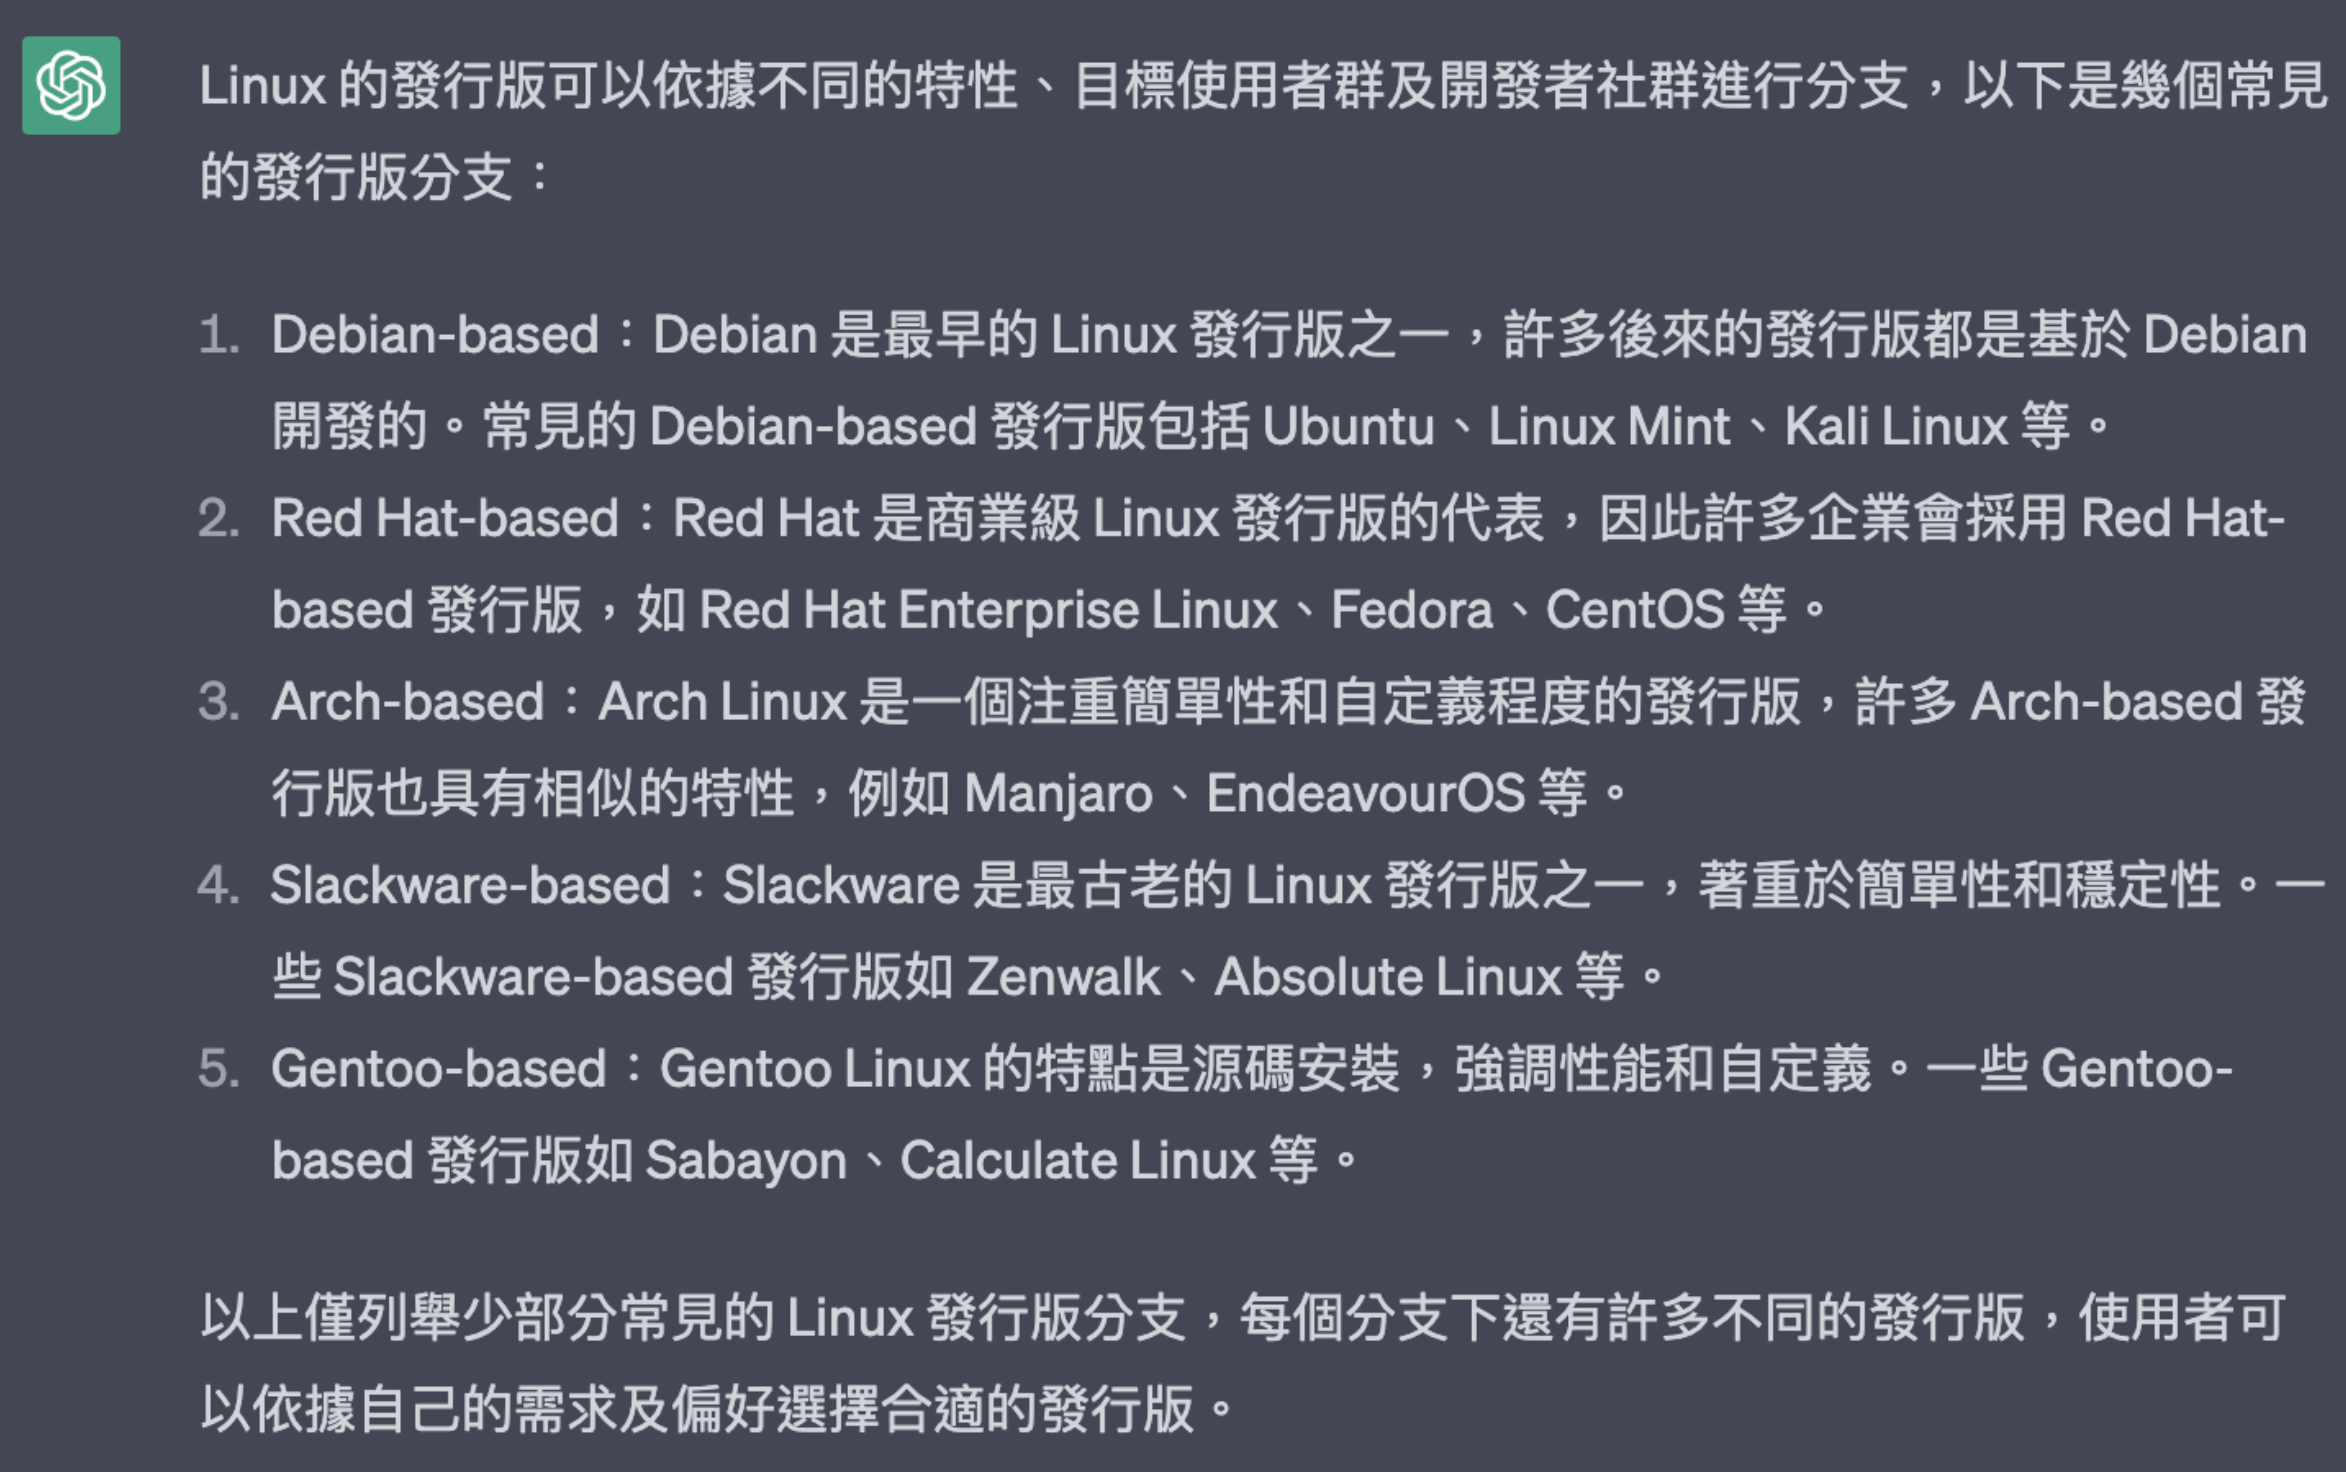 Linux 的發行版可以依據不同的特性、目標使用者群及開發者社群進行分支，以下是幾個常見
的發行版分支：
1. Debian-based：Debian 是最早的 Linux 發行版之一，許多後來的發行版都是基於 Debian
開發的。常見的 Debian-based 發行版包括 Ubuntu、Linux Mint、Kali Linux 等。
2. Red Hat-based：Red Hat 是商業級 Linux 發行版的代表，因此許多企業會採用 Red Hat-
based 發行版，如 Red Hat Enterprise Linux、Fedora、CentOS 等。
3. Arch-based：Arch Linux 是一個注重簡單性和自定義程度的發行版，許多 Arch-based 發
行版也具有相似的特性，例如 Manjaro、EndeavourOS 等。
4. Slackware-based：Slackware 是最古老的 Linux 發行版之一，著重於簡單性和穩定性。一
些 Slackware-based 發行版如 Zenwalk、Absolute Linux 等。
5. Gentoo-based：Gentoo Linux 的特點是源碼安裝，強調性能和自定義。一些 Gentoo-
based 發行版如 Sabayon、Calculate Linux 等。
以上僅列舉少部分常見的 Linux 發行版分支，每個分支下還有許多不同的發行版，使用者可
以依據自己的需求及偏好選擇合適的發行版。